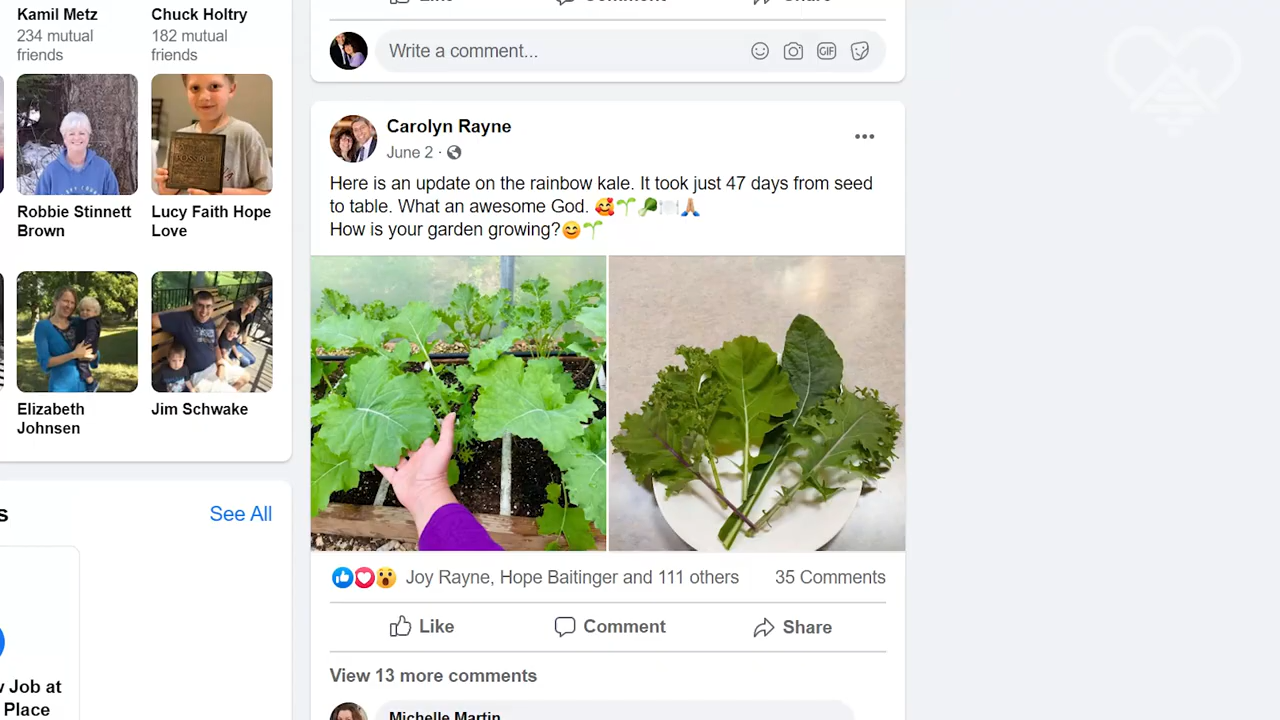 Kamil Metz
234 mutual
friends
Chuck Holtry
182 mutual
friends
Robbie Stinnett
Brown
Lucy Faith Hope
Love
Elizabeth
Johnsen
Jim Schwake
See All
Job at
Place
Like
Comment
Share
Write a comment...
GIF
Carolyn Rayne
June 2 ·
Here is an update on the rainbow kale. It took just 47 days from seed
to table. What an awesome God. 🥰🌱🥬🍽️🙏🏽
How is your garden growing?😊🌱
Joy Rayne, Hope Baitinger and 111 others
35 Comments
Like
Comment
Share
View 13 more comments
Michelle Martin